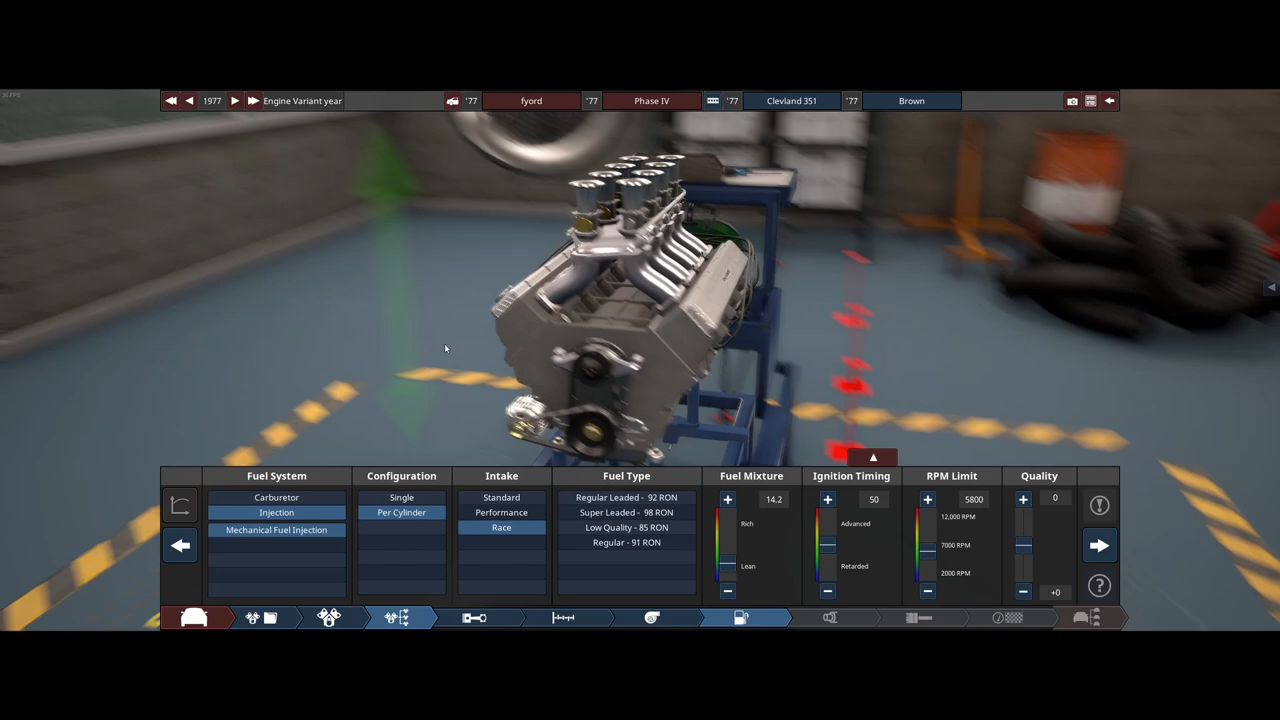 36 FPS
1977 Engine Variant year '77 fyord '77 Phase IV '77 Clevland 351 '77 Brown
Fuel System Configuration Intake Fuel Type Fuel Mixture Ignition Timing RPM Limit Quality
Carburetor Single Standard Regular Leaded - 92 RON 14.2 50 5800 0
Injection Per Cylinder Performance Super Leaded - 98 RON
Mechanical Fuel Injection Race Low Quality - 85 RON
Regular - 91 RON
Rich Advanced 12,000 RPM
7000 RPM
Lean Retarded 2000 RPM
+0